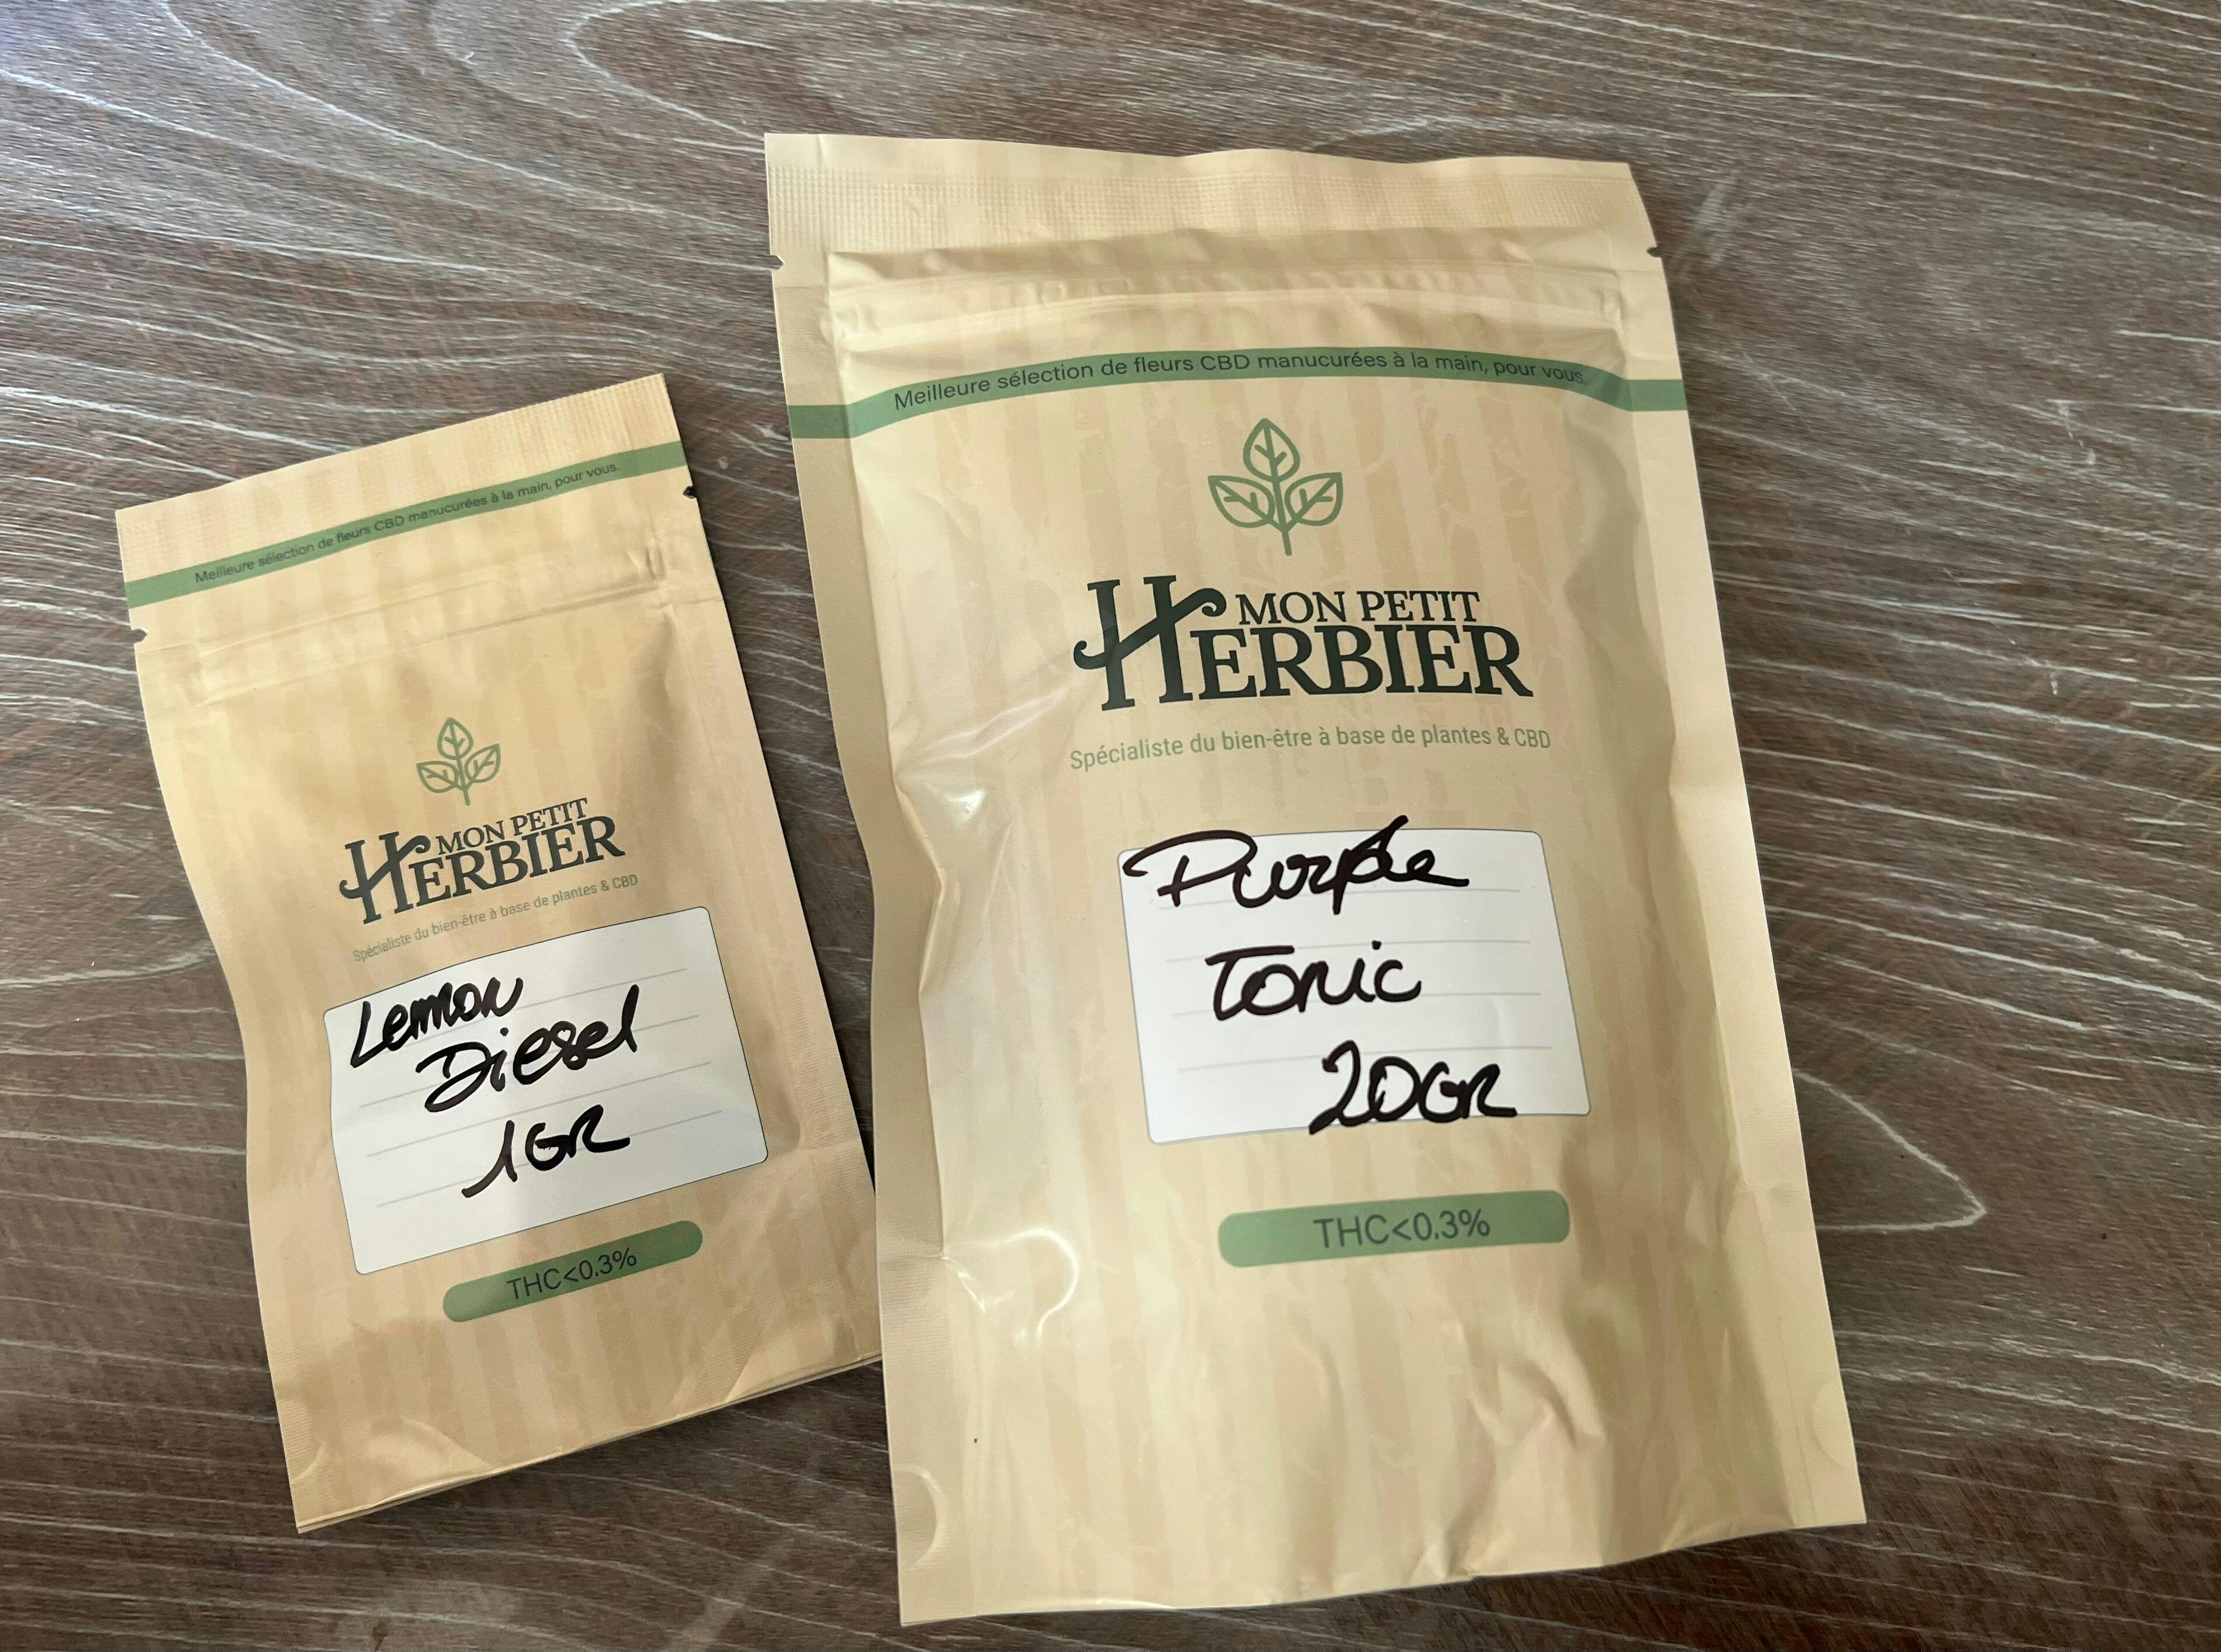 Meilleure sélection de fleurs CBD manucurées à la main, pour vous.
MON PETIT
HERBIER
Spécialiste du bien-être à base de plantes & CBD
Lemon
Diesel
1GR
THC<0.3%
Meilleure sélection de fleurs CBD manucurées à la main, pour vous.
MON PETIT
HERBIER
Spécialiste du bien-être à base de plantes & CBD
Purple
Tonic
20GR
THC<0.3%